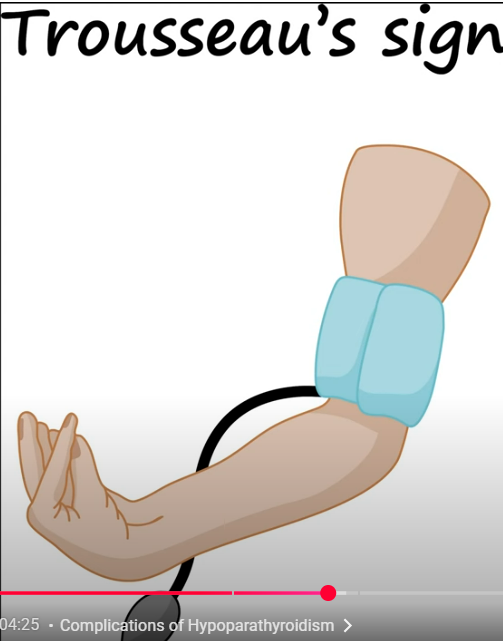 Trousseau's sign
04:25 • Complications of Hypoparathyroidism >